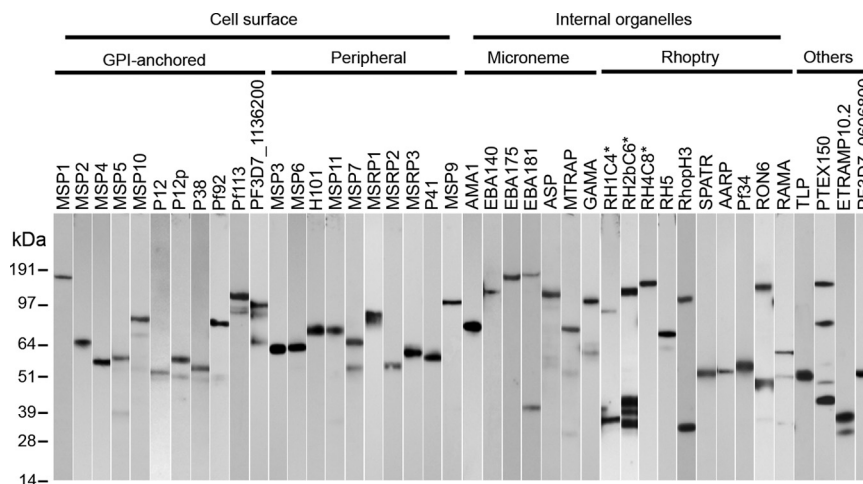 Cell surface Internal organelles
GPI-anchored Peripheral Microneme Rhoptry Others
MSP1 MSP2 MSP4 MSP5 MSP10 P12 P12p P38 Pf92 Pf113 PF3D7_1136200 MSP3 MSP6 H101 MSP11 MSP7 MSRP1 MSRP2 MSRP3 P41 MSP9 AMA1 EBA140 EBA175 EBA181 ASP MTRAP GAMA RH1C4* RH2bC6* RH4C8* RH5 RhopH3 SPATR AARP Pf34 RON6 RAMA TLP PTEX150 ETRAMP10.2
kDa
191
97
64
51
39
28
14